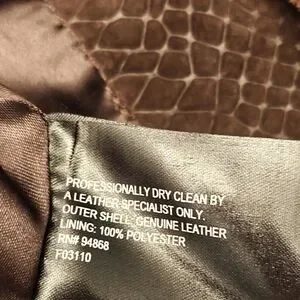 PROFESSIONALLY DRY CLEAN BY
A LEATHER SPECIALIST ONLY.
OUTER SHELL: GENUINE LEATHER
LINING: 100% POLYESTER
RN# 94868
F03110